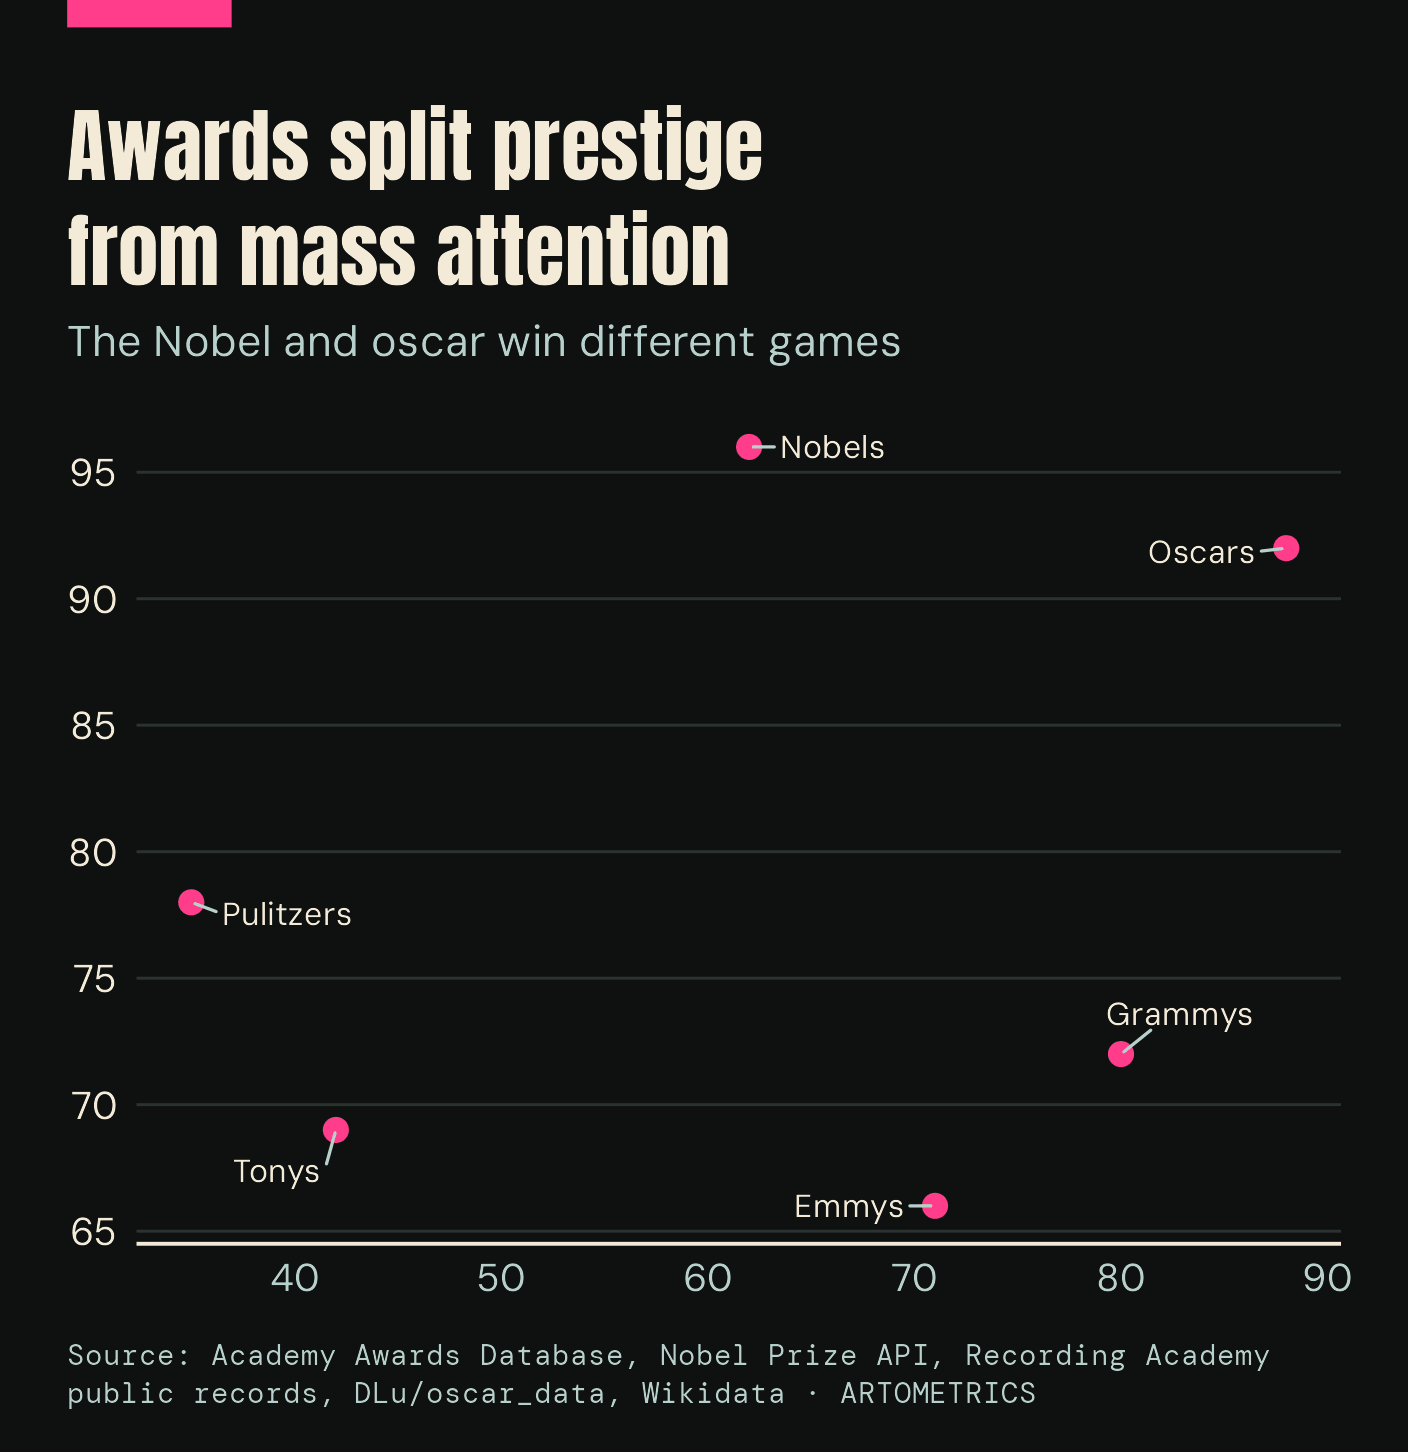 Awards split prestige
from mass attention
The Nobel and oscar win different games
Nobels
95
Oscars
90
85
80
Pulitzers
75
Grammys
70
Tonys
Emmys
65
40 50 60 70 80 90
Source: Academy Awards Database, Nobel Prize API, Recording Academy
public records, DLu/oscar_data, Wikidata · ARTOMETRICS